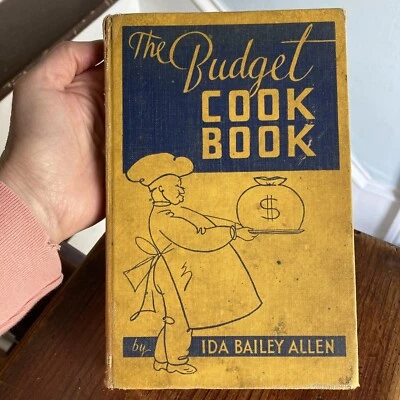 The Budget
COOK
BOOK
$
by IDA BAILEY ALLEN